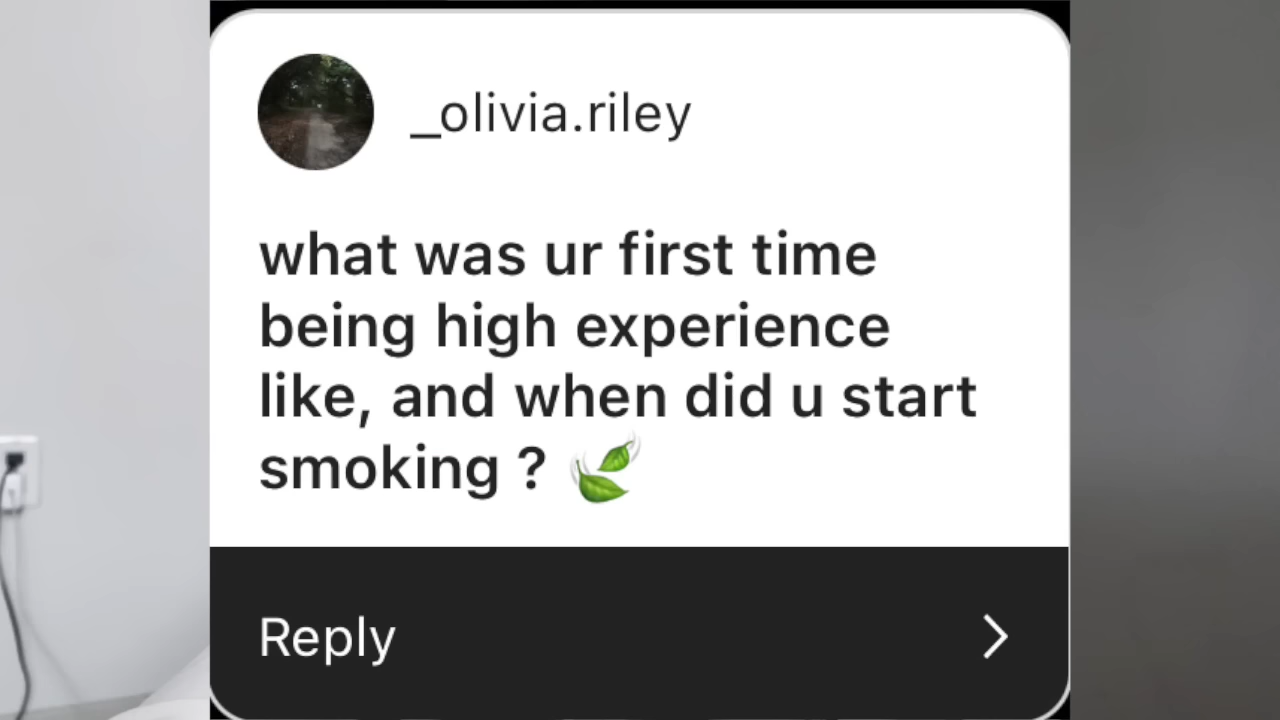 _olivia.riley
what was ur first time
being high experience
like, and when did u start
smoking ? 🍃
Reply